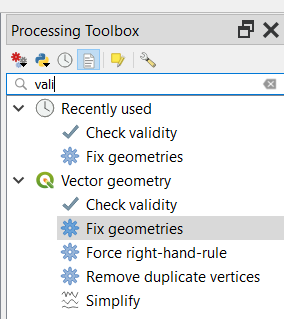 Processing Toolbox
vali
Recently used
Check validity
Fix geometries
Vector geometry
Check validity
Fix geometries
Force right-hand-rule
Remove duplicate vertices
Simplify